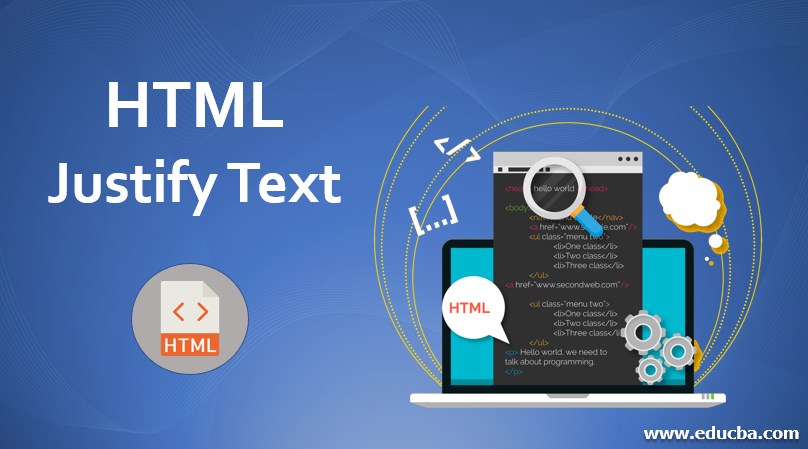 HTML
Justify Text
HTML
</>
[...]
hello world
<body>
<a href="www.
.com"/>
<ul class="menu two">
<li>One class</li>
<li>Two class</li>
<li>Three class</li>
</ul>
<a href="www.secondweb.com"/>
<ul class="menu two">
<li>One class</li>
<li>Two class</li>
<li>Three class</li>
</ul>
<p> Hello world, we need to
talk about programming
</p>
HTML
www.educba.com